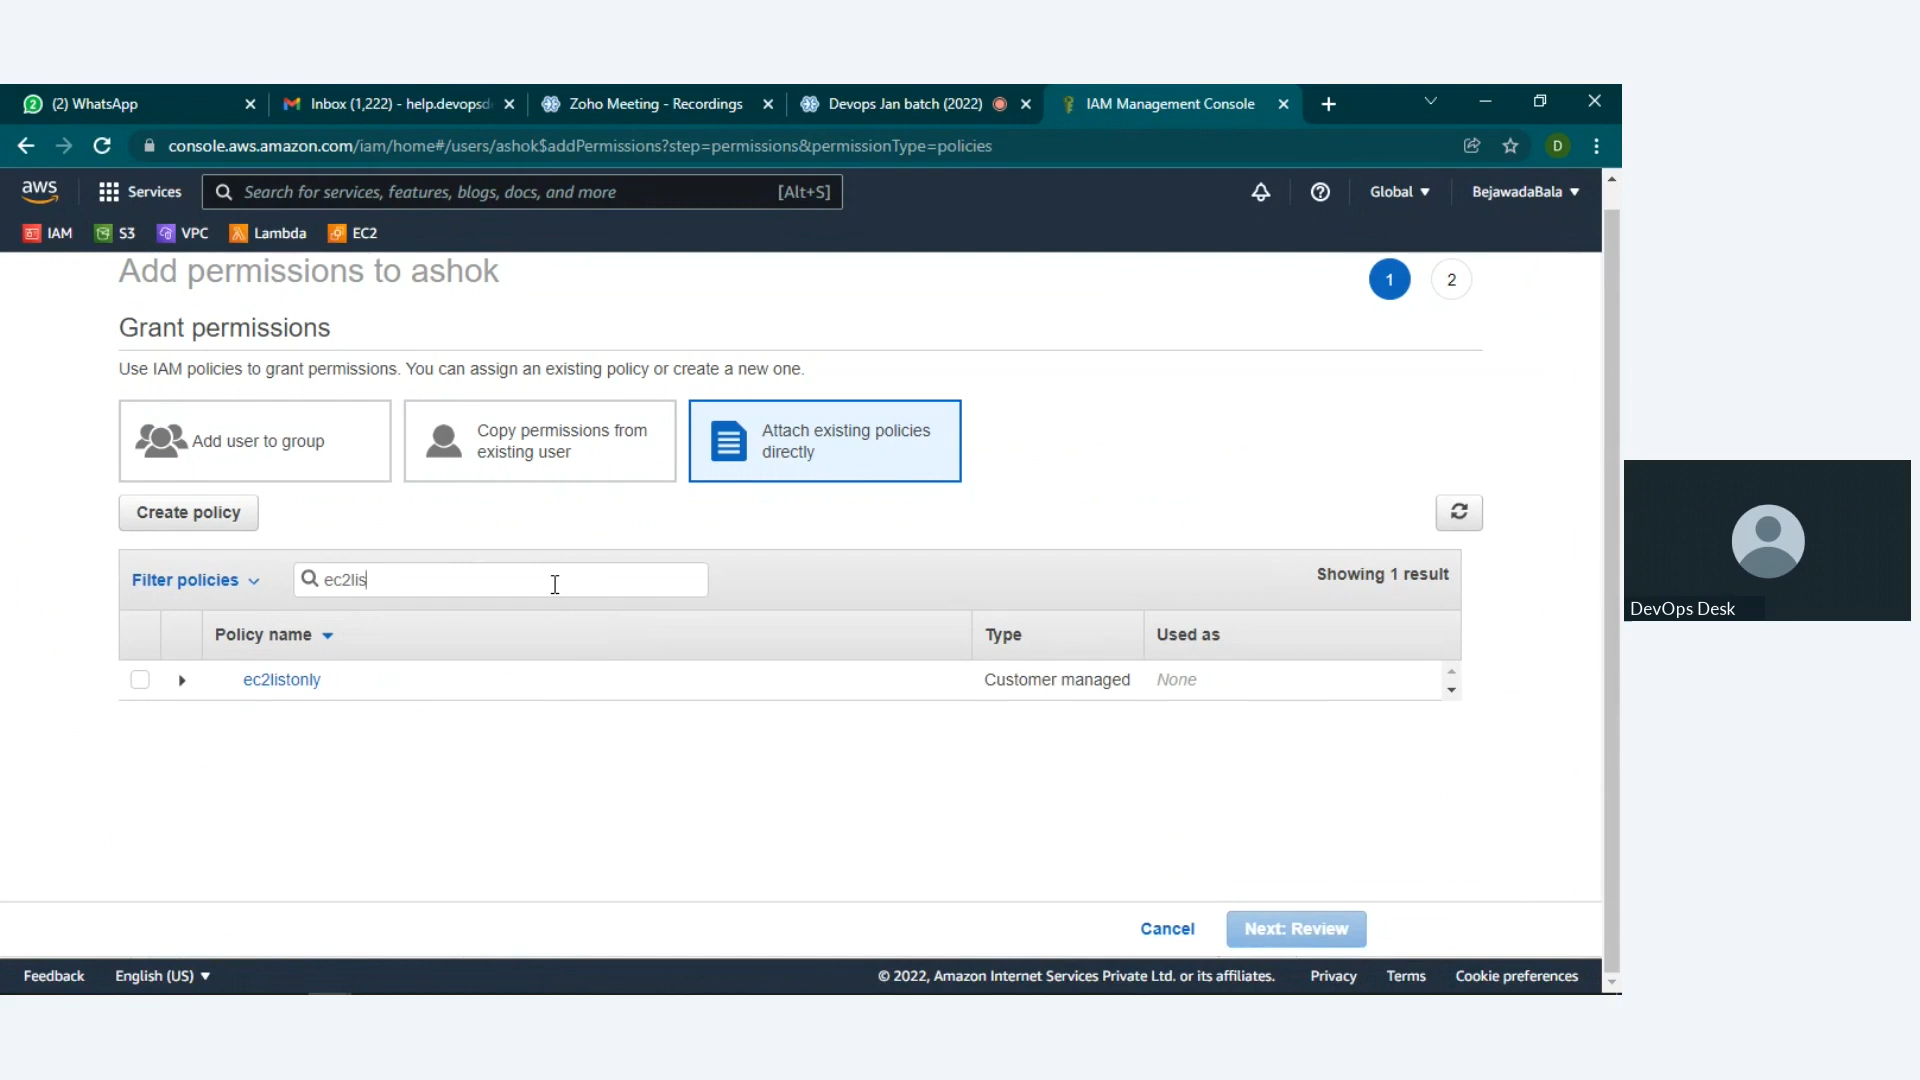 2
(2) WhatsApp
Inbox (1,222) - help.devopsd
Zoho Meeting - Recordings
Devops Jan batch (2022)
IAM Management Console
console.aws.amazon.com/iam/home#/users/ashok$addPermissions?step=permissions&permissionType=policies
D
aws
Services
Search for services, features, blogs, docs, and more
[Alt+S]
Global
BejawadaBala
IAM
S3
VPC
Lambda
EC2
Add permissions to ashok
1
2
Grant permissions
Use IAM policies to grant permissions. You can assign an existing policy or create a new one.
Add user to group
Copy permissions from
existing user
Attach existing policies
directly
Create policy
Filter policies
ec2lis
Showing 1 result
Policy name
Type
Used as
ec2listonly
Customer managed
None
DevOps Desk
Cancel
Next: Review
Feedback
English (US)
© 2022, Amazon Internet Services Private Ltd. or its affiliates.
Privacy
Terms
Cookie preferences